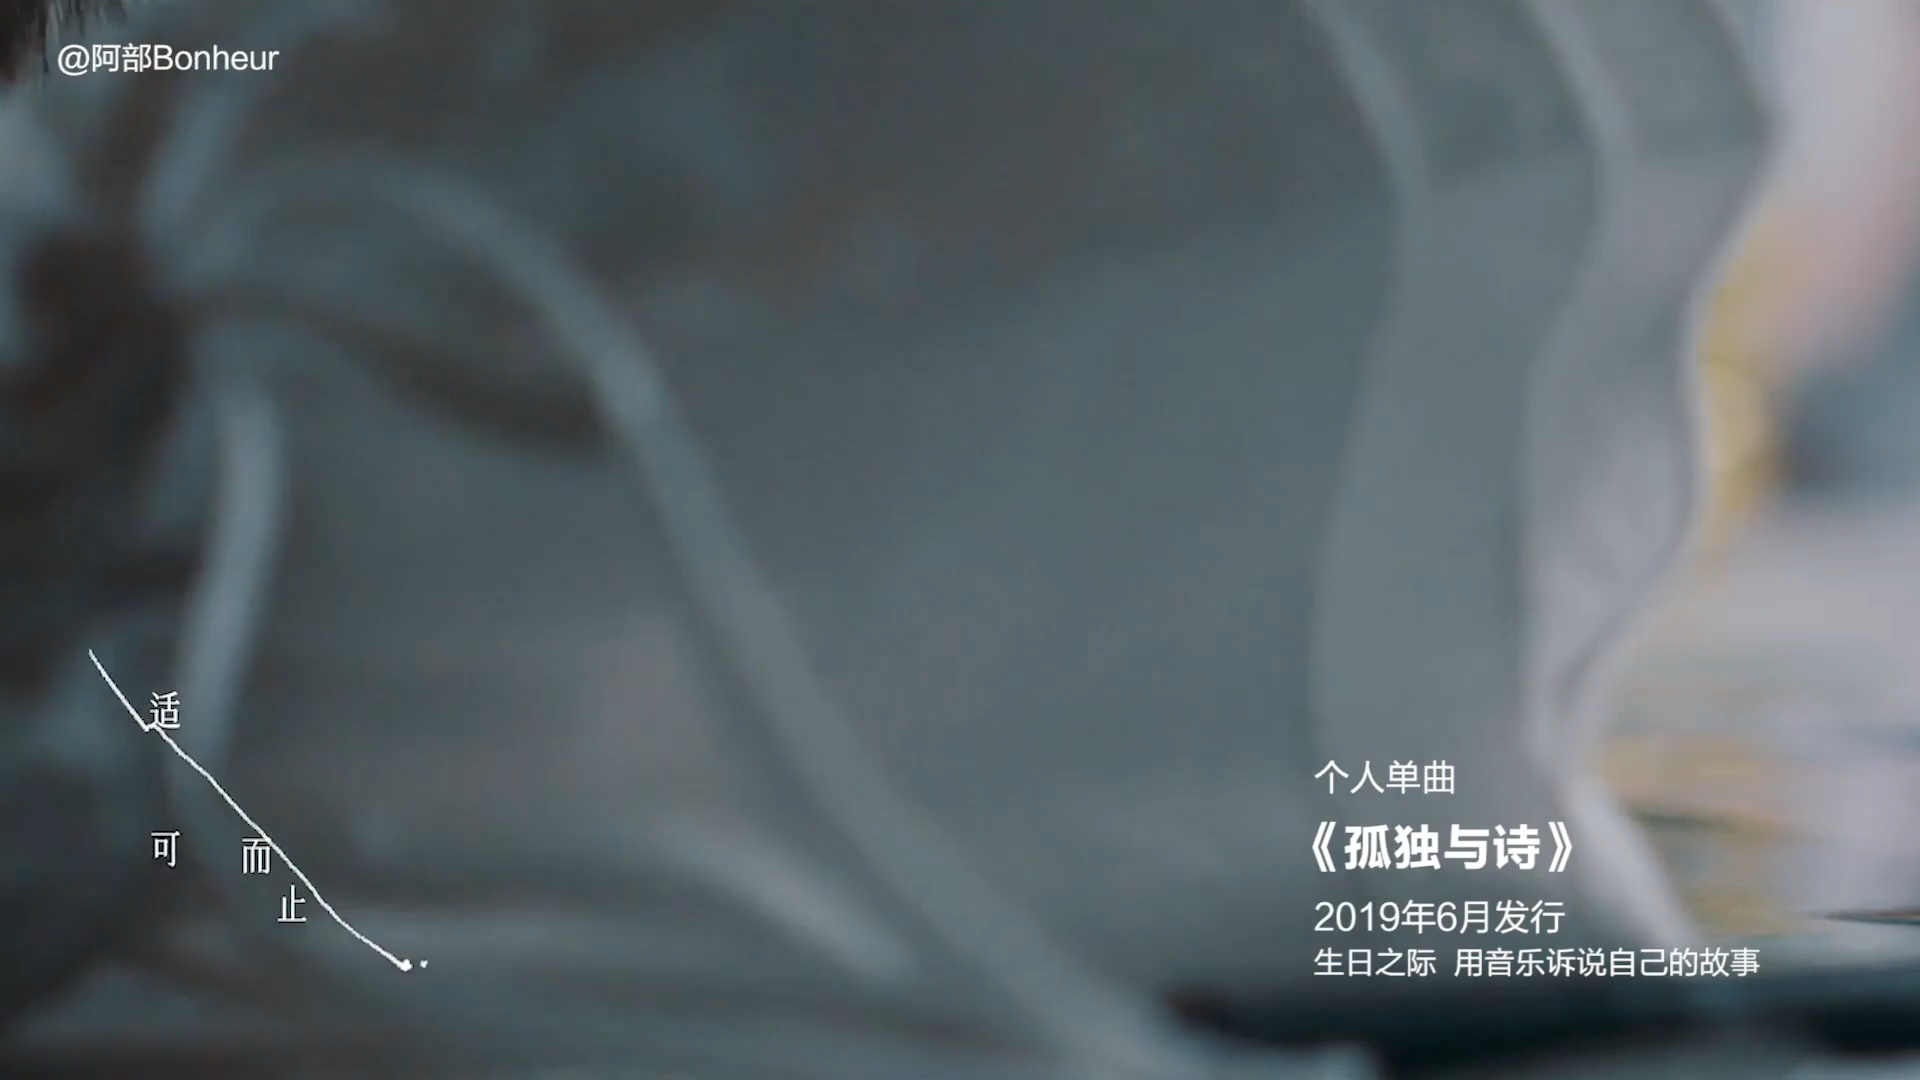 @阿部Bonheur
适
可 而
止
个人单曲
《孤独与诗》
2019年6月发行
生日之际 用音乐诉说自己的故事